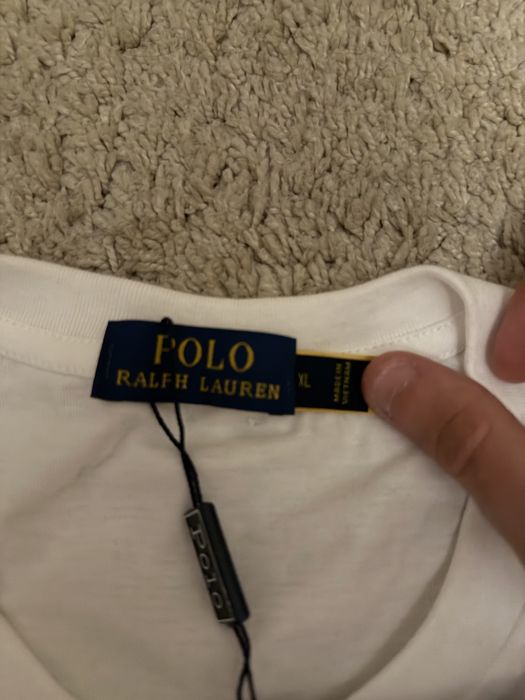 POLO
RALPH LAUREN
XL
MADE IN
VIETNAM
POLO